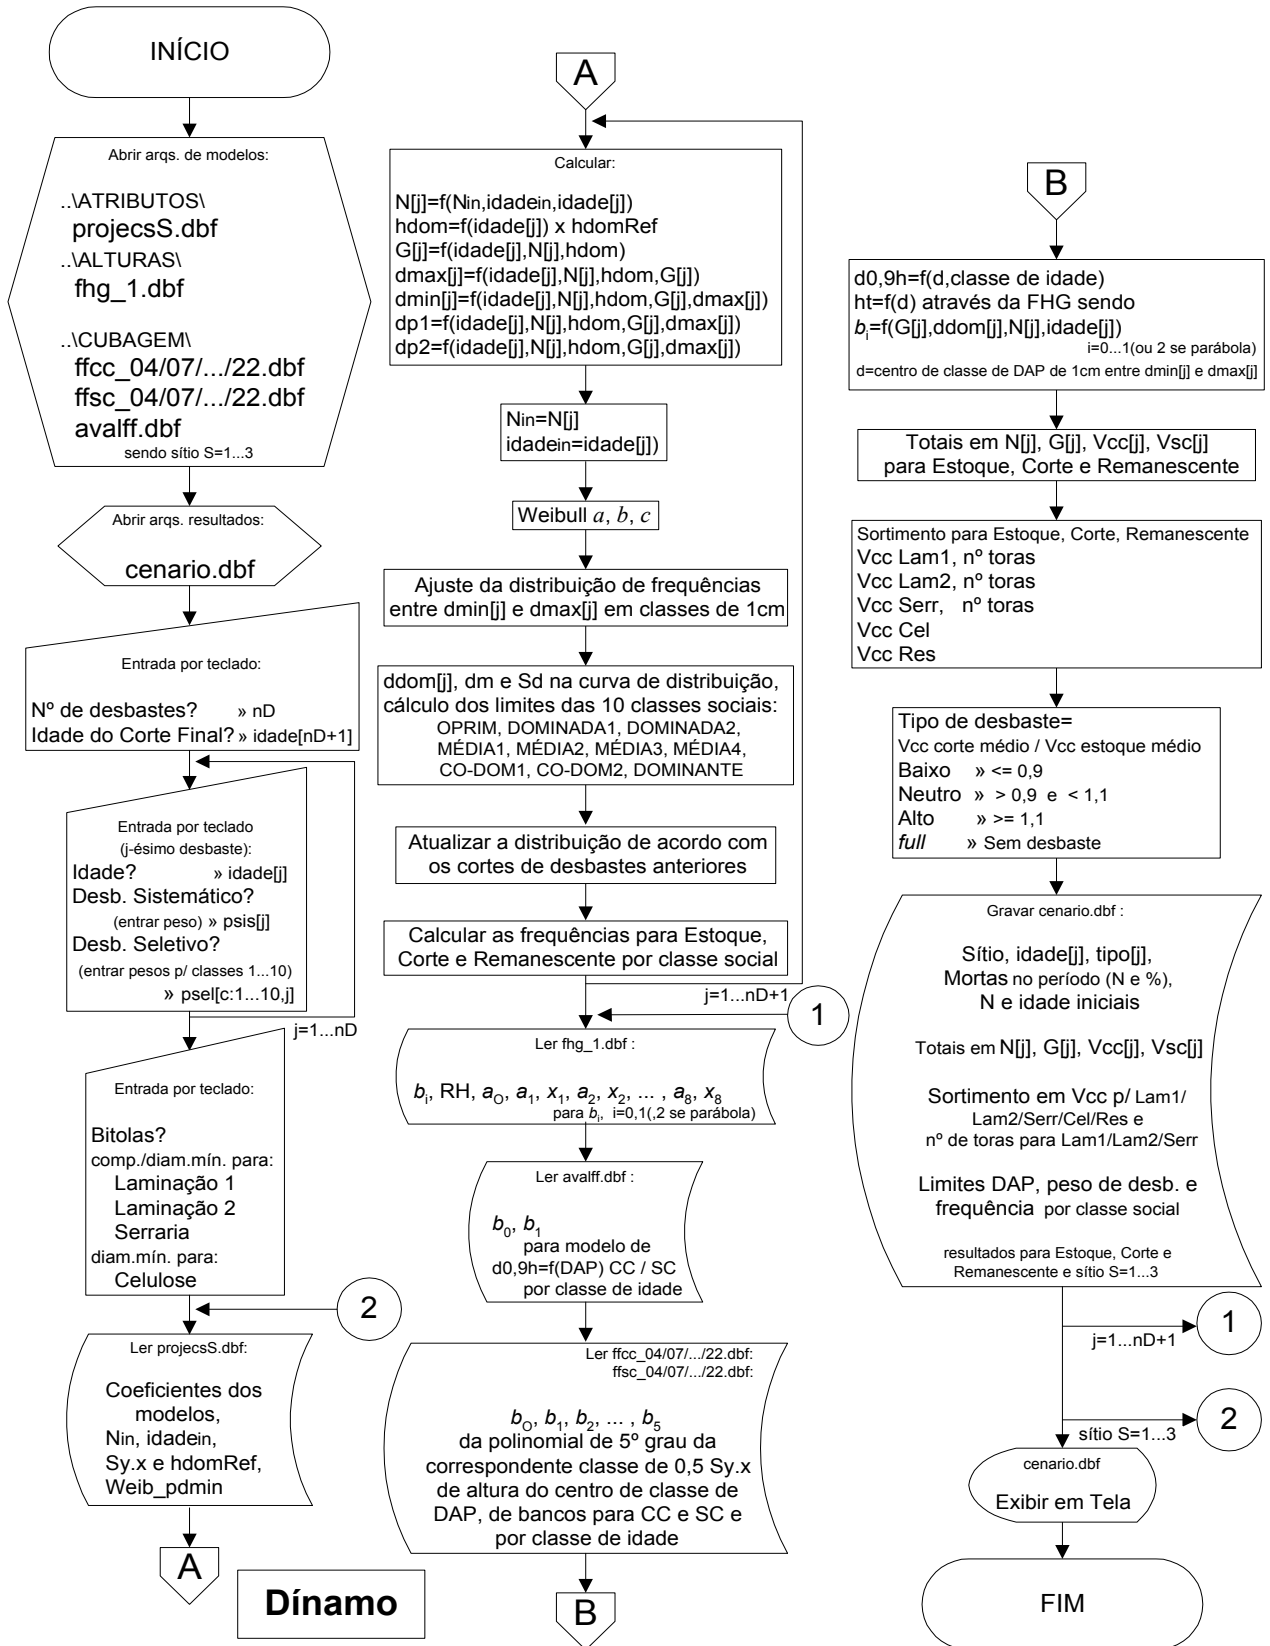 INÍCIO
Abrir arqs. de modelos:
..\ATRIBUTOS\
projecsS.dbf
..\ALTURAS\
fhg_1.dbf
..\CUBAGEM\
ffcc_04/07/.../22.dbf
ffsc_04/07/.../22.dbf
avalff.dbf
sendo sítio S=1...3
Abrir arqs. resultados:
cenario.dbf
Entrada por teclado:
Nº de desbastes? » nD
Idade do Corte Final? » idade[nD+1]
Entrada por teclado
(j-ésimo desbaste):
Idade? » idade[j]
Desb. Sistemático?
(entrar peso) » psis[j]
Desb. Seletivo?
(entrar pesos p/ classes 1...10)
» psel[c:1...10,j]
j=1...nD
Entrada por teclado:
Bitolas?
comp./diam.mín. para:
Laminação 1
Laminação 2
Serraria
diam.mín. para:
Celulose
2
Ler projecsS.dbf:
Coeficientes dos
modelos,
Nin, idadein,
Sy.x e hdomRef,
Weib_pdmin
A
Dínamo
A
Calcular:
N[j]=f(Nin,idadein,idade[j])
hdom=f(idade[j]) x hdomRef
G[j]=f(idade[j],N[j],hdom)
dmax[j]=f(idade[j],N[j],hdom,G[j])
dmin[j]=f(idade[j],N[j],hdom,G[j],dmax[j])
dp1=f(idade[j],N[j],hdom,G[j],dmax[j])
dp2=f(idade[j],N[j],hdom,G[j],dmax[j])
Nin=N[j]
idadein=idade[j])
Weibull a, b, c
Ajuste da distribuição de frequências
entre dmin[j] e dmax[j] em classes de 1cm
ddom[j], dm e Sd na curva de distribuição,
cálculo dos limites das 10 classes sociais:
OPRIM, DOMINADA1, DOMINADA2,
MÉDIA1, MÉDIA2, MÉDIA3, MÉDIA4,
CO-DOM1, CO-DOM2, DOMINANTE
Atualizar a distribuição de acordo com
os cortes de desbastes anteriores
Calcular as frequências para Estoque,
Corte e Remanescente por classe social
j=1...nD+1
1
Ler fhg_1.dbf :
bi, RH, aO, a1, x1, a2, x2, ... , a8, x8
para bi, i=0,1(,2 se parábola)
Ler avalff.dbf :
b0, b1
para modelo de
d0,9h=f(DAP) CC / SC
por classe de idade
Ler ffcc_04/07/.../22.dbf:
ffsc_04/07/.../22.dbf:
bO, b1, b2, ... , b5
da polinomial de 5º grau da
correspondente classe de 0,5 Sy.x
de altura do centro de classe de
DAP, de bancos para CC e SC e
por classe de idade
B
B
d0,9h=f(d,classe de idade)
ht=f(d) através da FHG sendo
bi=f(G[j],ddom[j],N[j],idade[j])
i=0...1(ou 2 se parábola)
d=centro de classe de DAP de 1cm entre dmin[j] e dmax[j]
Totais em N[j], G[j], Vcc[j], Vsc[j]
para Estoque, Corte e Remanescente
Sortimento para Estoque, Corte, Remanescente
Vcc Lam1, nº toras
Vcc Lam2, nº toras
Vcc Serr, nº toras
Vcc Cel
Vcc Res
Tipo de desbaste=
Vcc corte médio / Vcc estoque médio
Baixo » <= 0,9
Neutro » > 0,9 e < 1,1
Alto » >= 1,1
full » Sem desbaste
Gravar cenario.dbf :
Sítio, idade[j], tipo[j],
Mortas no período (N e %),
N e idade iniciais
Totais em N[j], G[j], Vcc[j], Vsc[j]
Sortimento em Vcc p/ Lam1/
Lam2/Serr/Cel/Res e
nº de toras para Lam1/Lam2/Serr
Limites DAP, peso de desb. e
frequência por classe social
resultados para Estoque, Corte e
Remanescente e sítio S=1...3
1
j=1...nD+1
2
sítio S=1...3
cenario.dbf
Exibir em Tela
FIM